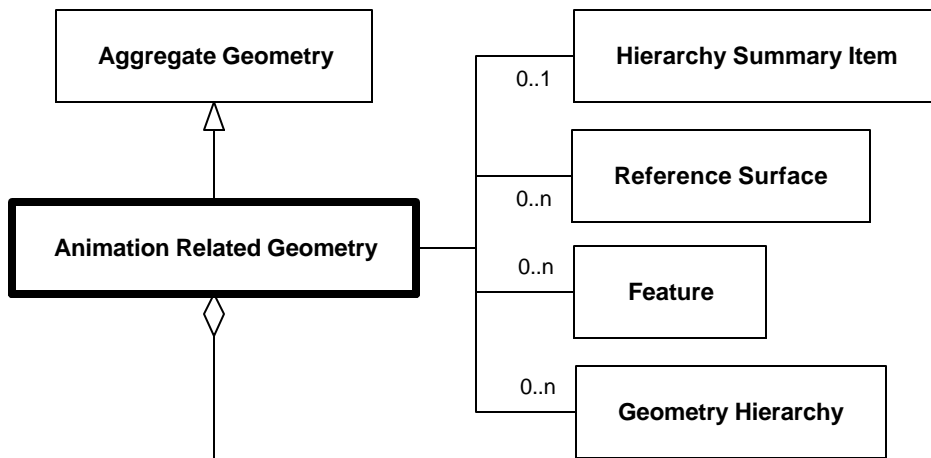 Aggregate Geometry
Hierarchy Summary Item
0..1
Reference Surface
0..n
Animation Related Geometry
0..n
Feature
0..n
Geometry Hierarchy